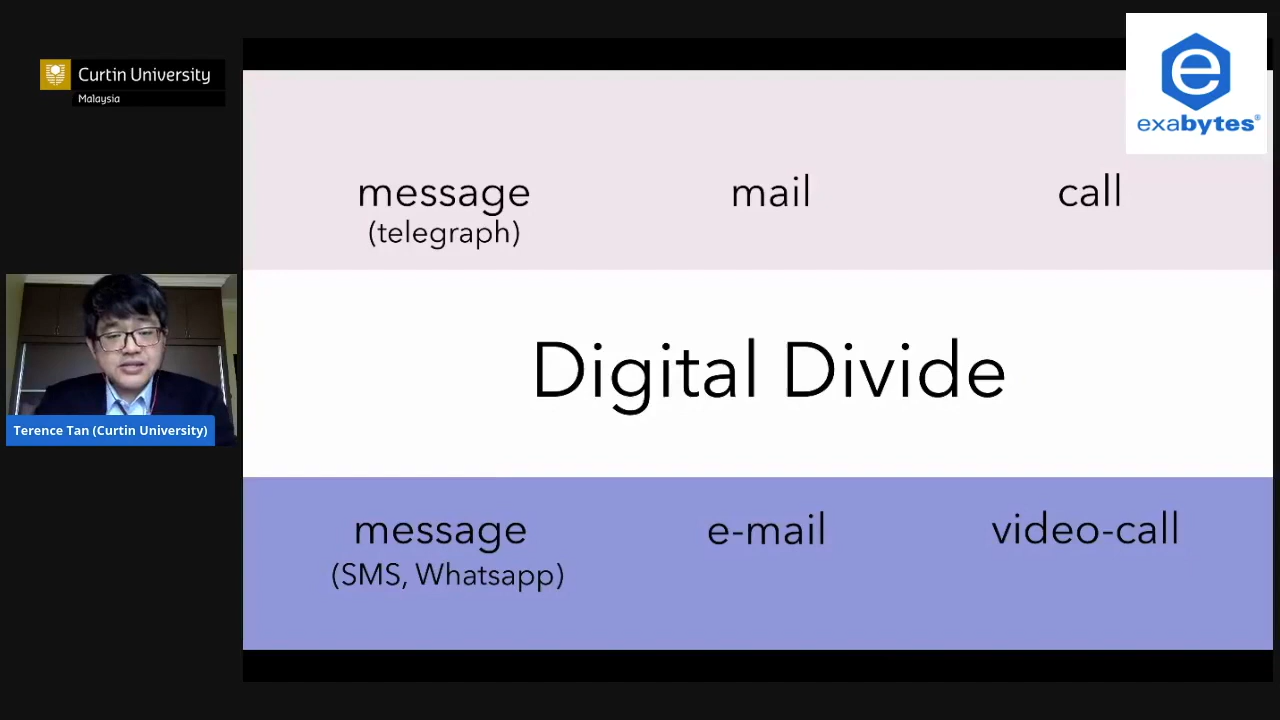 Curtin University
Malaysia
e
exabytes®
message
(telegraph)
mail
call
Digital Divide
message
(SMS, Whatsapp)
e-mail
video-call
Terence Tan (Curtin University)